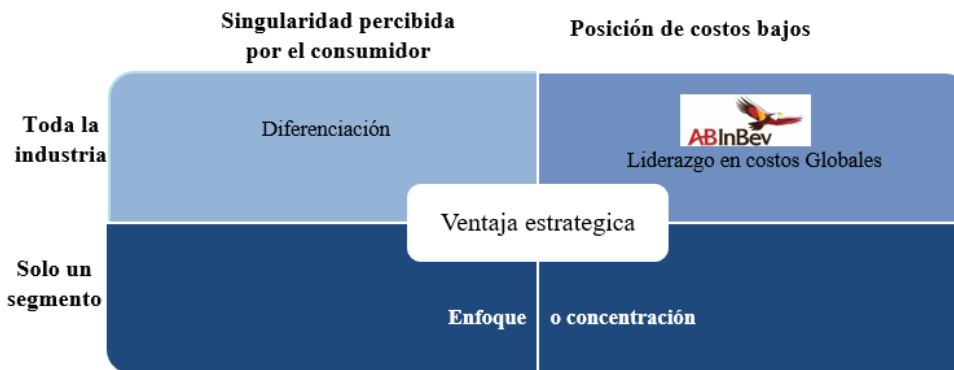 Singularidad percibida
por el consumidor
Posición de costos bajos
Toda la
industria
Diferenciación
ABInBev
Liderazgo en costos Globales
Ventaja estrategica
Solo un
segmento
Enfoque o concentración